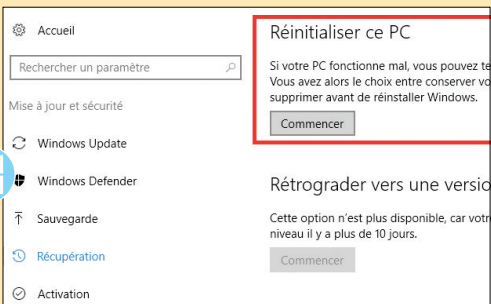 Accueil
Rechercher un paramètre
Mise à jour et sécurité
Windows Update
Windows Defender
Sauvegarde
Récupération
Activation
Réinitialiser ce PC
Si votre PC fonctionne mal, vous pouvez te
Vous avez alors le choix entre conserver vo
supprimer avant de réinstaller Windows.
Commencer
Rétrograder vers une versio
Cette option n'est plus disponible, car votr
niveau il y a plus de 10 jours.
Commencer